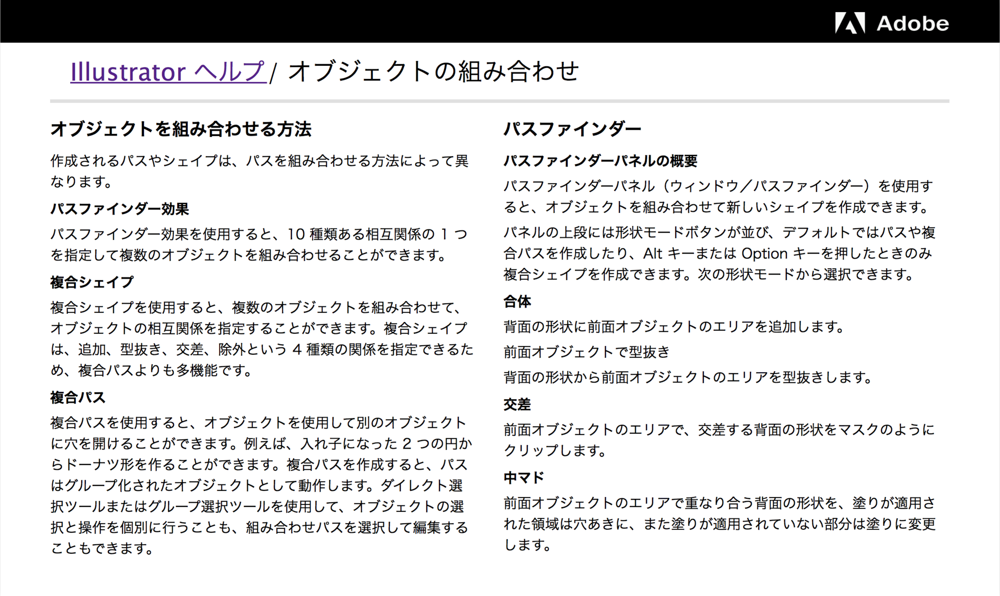 Adobe
Illustrator ヘルプ / オブジェクトの組み合わせ
オブジェクトを組み合わせる方法
作成されるパスやシェイプは、パスを組み合わせる方法によって異
なります。
パスファインダー効果
パスファインダー効果を使用すると、10 種類ある相互関係の 1 つ
を指定して複数のオブジェクトを組み合わせることができます。
複合シェイプ
複合シェイプを使用すると、複数のオブジェクトを組み合わせて、
オブジェクトの相互関係を指定することができます。複合シェイプ
は、追加、型抜き、交差、除外という 4 種類の関係を指定できるた
め、複合パスよりも多機能です。
複合パス
複合パスを使用すると、オブジェクトを使用して別のオブジェクト
に穴を開けることができます。例えば、入れ子になった 2 つの円か
らドーナツ形を作ることができます。複合パスを作成すると、パス
はグループ化されたオブジェクトとして動作します。ダイレクト選
択ツールまたはグループ選択ツールを使用して、オブジェクトの選
択と操作を個別に行うことも、組み合わせパスを選択して編集する
こともできます。
パスファインダー
パスファインダーパネルの概要
パスファインダーパネル（ウィンドウ／パスファインダー）を使用す
ると、オブジェクトを組み合わせて新しいシェイプを作成できます。
パネルの上段には形状モードボタンが並び、デフォルトではパスや複
合パスを作成したり、Alt キーまたは Option キーを押したときのみ
複合シェイプを作成できます。次の形状モードから選択できます。
合体
背面の形状に前面オブジェクトのエリアを追加します。
前面オブジェクトで型抜き
背面の形状から前面オブジェクトのエリアを型抜きします。
交差
前面オブジェクトのエリアで、交差する背面の形状をマスクのように
クリップします。
中マド
前面オブジェクトのエリアで重なり合う背面の形状を、塗りが適用さ
れた領域は穴あきに、また塗りが適用されていない部分は塗りに変更
します。